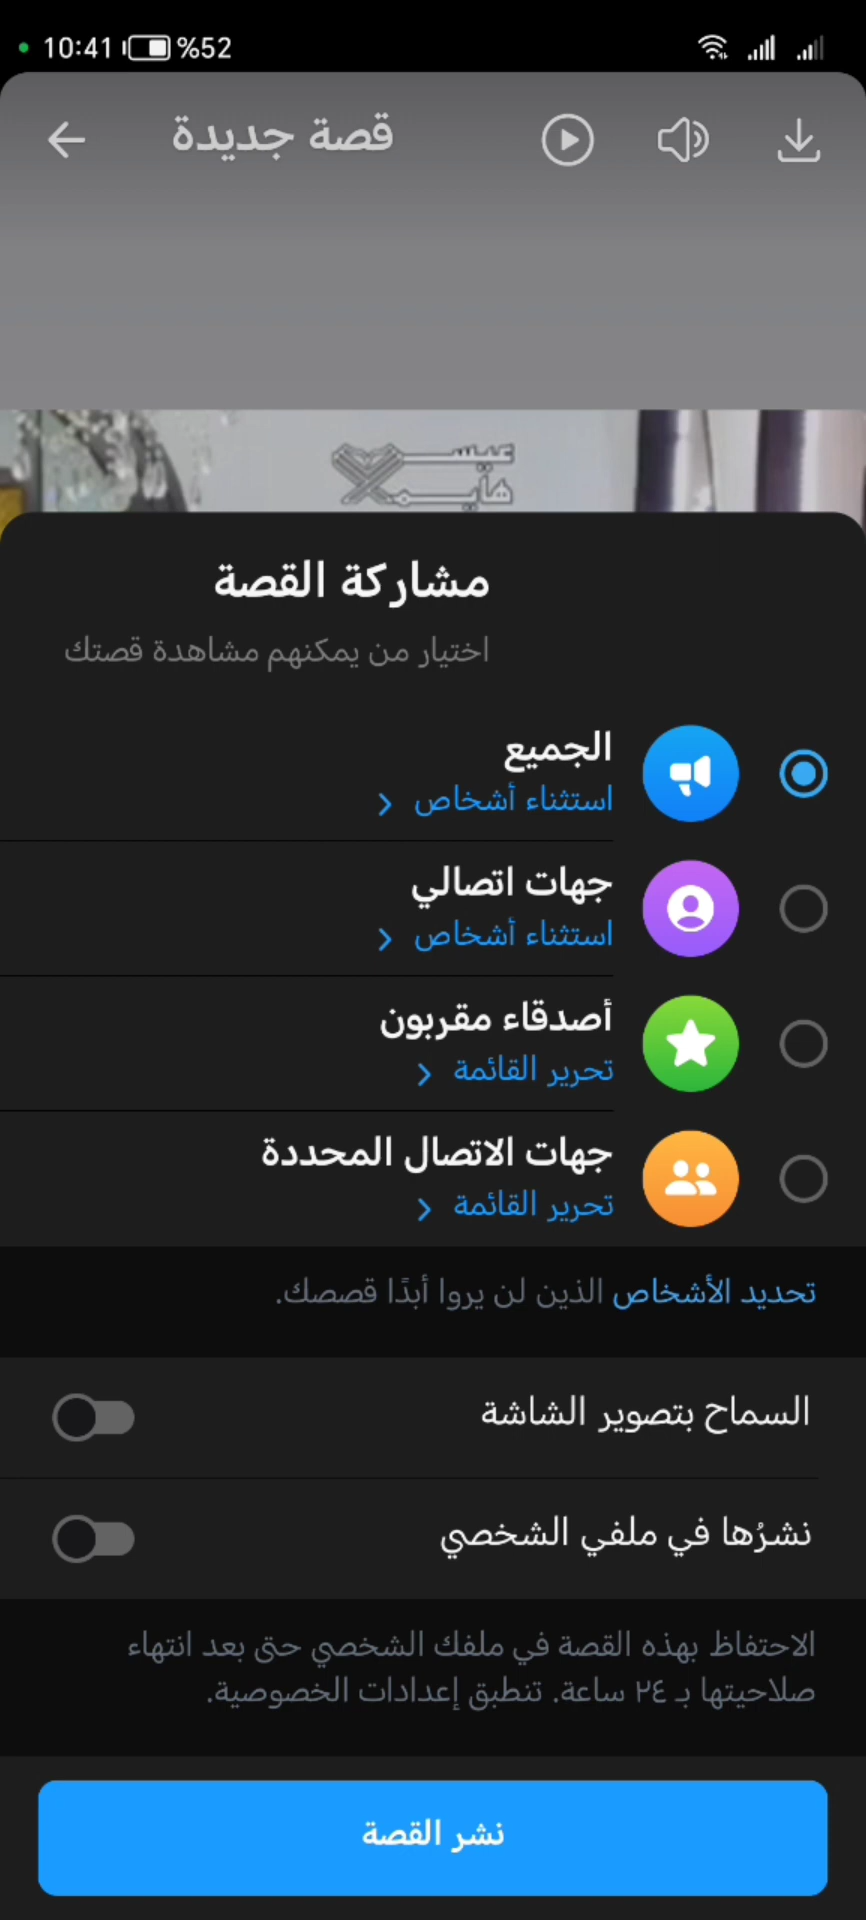 10:41 %52
قصة جديدة
عيسـى
هايـم
مشاركة القصة
اختيار من يمكنهم مشاهدة قصتك
الجميع
استثناء أشخاص
جهات اتصالي
استثناء أشخاص
أصدقاء مقربون
تحرير القائمة
جهات الاتصال المحددة
تحرير القائمة
تحديد الأشخاص الذين لن يروا أبدًا قصصك.
السماح بتصوير الشاشة
نشرُها في ملفي الشخصي
الاحتفاظ بهذه القصة في ملفك الشخصي حتى بعد انتهاء
صلاحيتها بـ ٢٤ ساعة. تنطبق إعدادات الخصوصية.
نشر القصة